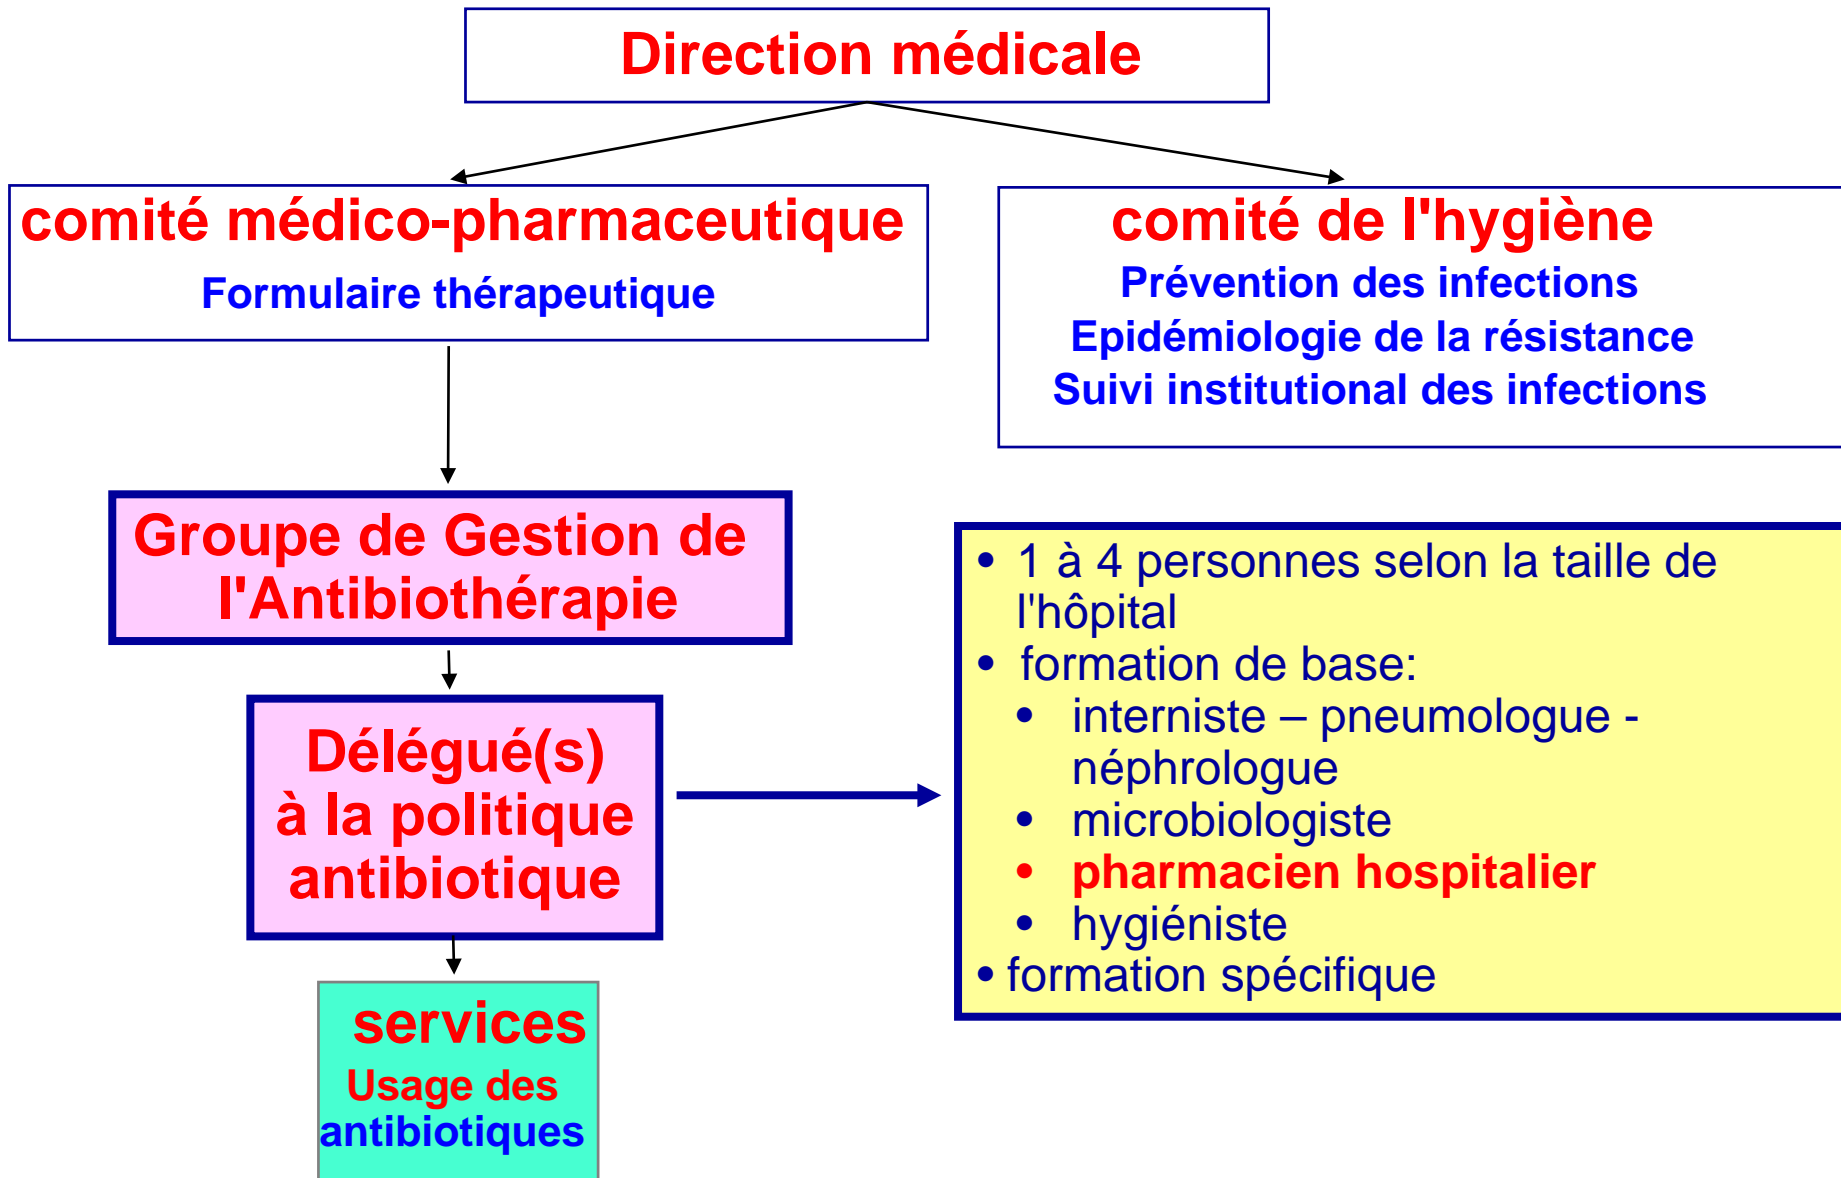 Direction médicale
comité médico-pharmaceutique
Formulaire thérapeutique
comité de l'hygiène
Prévention des infections
Epidémiologie de la résistance
Suivi institutional des infections
Groupe de Gestion de
l'Antibiothérapie
Délégué(s)
à la politique
antibiotique
• 1 à 4 personnes selon la taille de
l'hôpital
• formation de base:
• interniste – pneumologue -
néphrologue
• microbiologiste
• pharmacien hospitalier
• hygiéniste
• formation spécifique
services
Usage des
antibiotiques